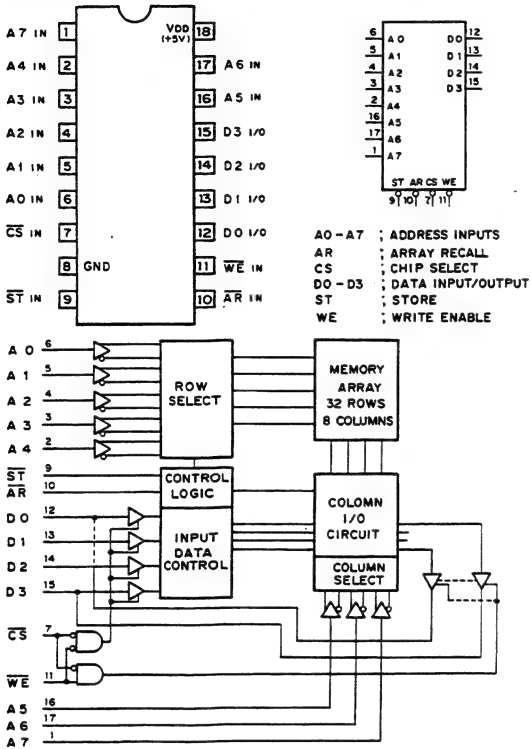 A7 IN 1
A4 IN 2
A3 IN 3
A2 IN 4
A1 IN 5
A0 IN 6
CS IN 7
8 GND
ST IN 9
VDD (+5V) 18
17 A6 IN
16 A5 IN
15 D3 I/O
14 D2 I/O
13 D1 I/O
12 D0 I/O
11 WE IN
10 AR IN
6 A0 D0 12
5 A1 D1 13
4 A2 D2 14
3 A3 D3 15
2 A4
16 A5
17 A6
1 A7
ST AR CS WE
9 10 7 11
A0-A7 ; ADDRESS INPUTS
AR ; ARRAY RECALL
CS ; CHIP SELECT
D0-D3 ; DATA INPUT/OUTPUT
ST ; STORE
WE ; WRITE ENABLE
A0 6
A1 5
A2 4
A3 3
A4 2
ROW
SELECT
MEMORY
ARRAY
32 ROWS
8 COLUMNS
ST 9
AR 10
CONTROL
LOGIC
D0 12
D1 13
D2 14
D3 15
INPUT
DATA
CONTROL
COLOMN
I/O
CIRCUIT
COLUMN
SELECT
CS 7
WE 11
A5 16
A6 17
A7 1